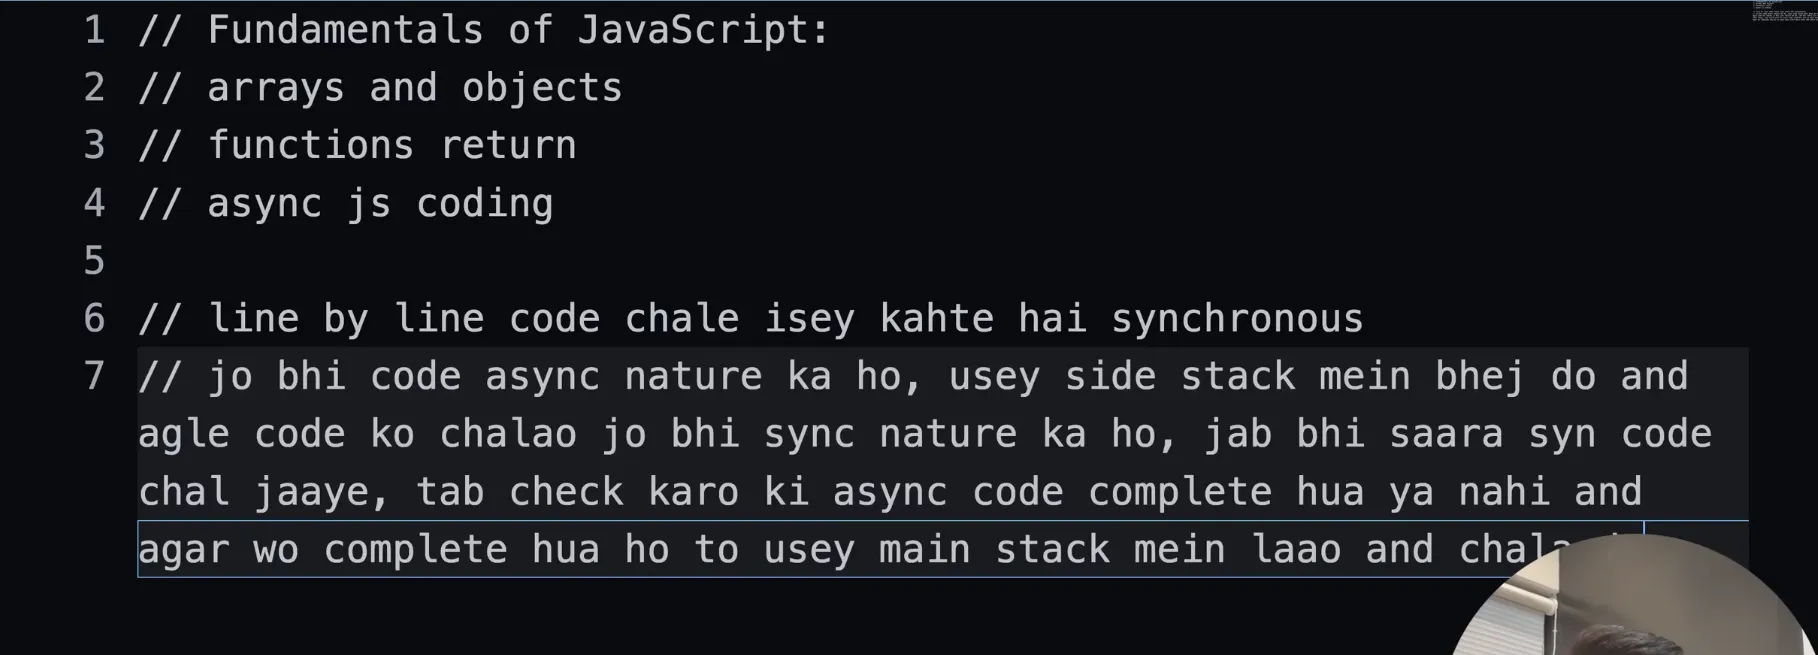 1 // Fundamentals of JavaScript:
2 // arrays and objects
3 // functions return
4 // async js coding
5
6 // line by line code chale isey kahte hai synchronous
7 // jo bhi code async nature ka ho, usey side stack mein bhej do and
agle code ko chalao jo bhi sync nature ka ho, jab bhi saara syn code
chal jaaye, tab check karo ki async code complete hua ya nahi and
agar wo complete hua ho to usey main stack mein laao and